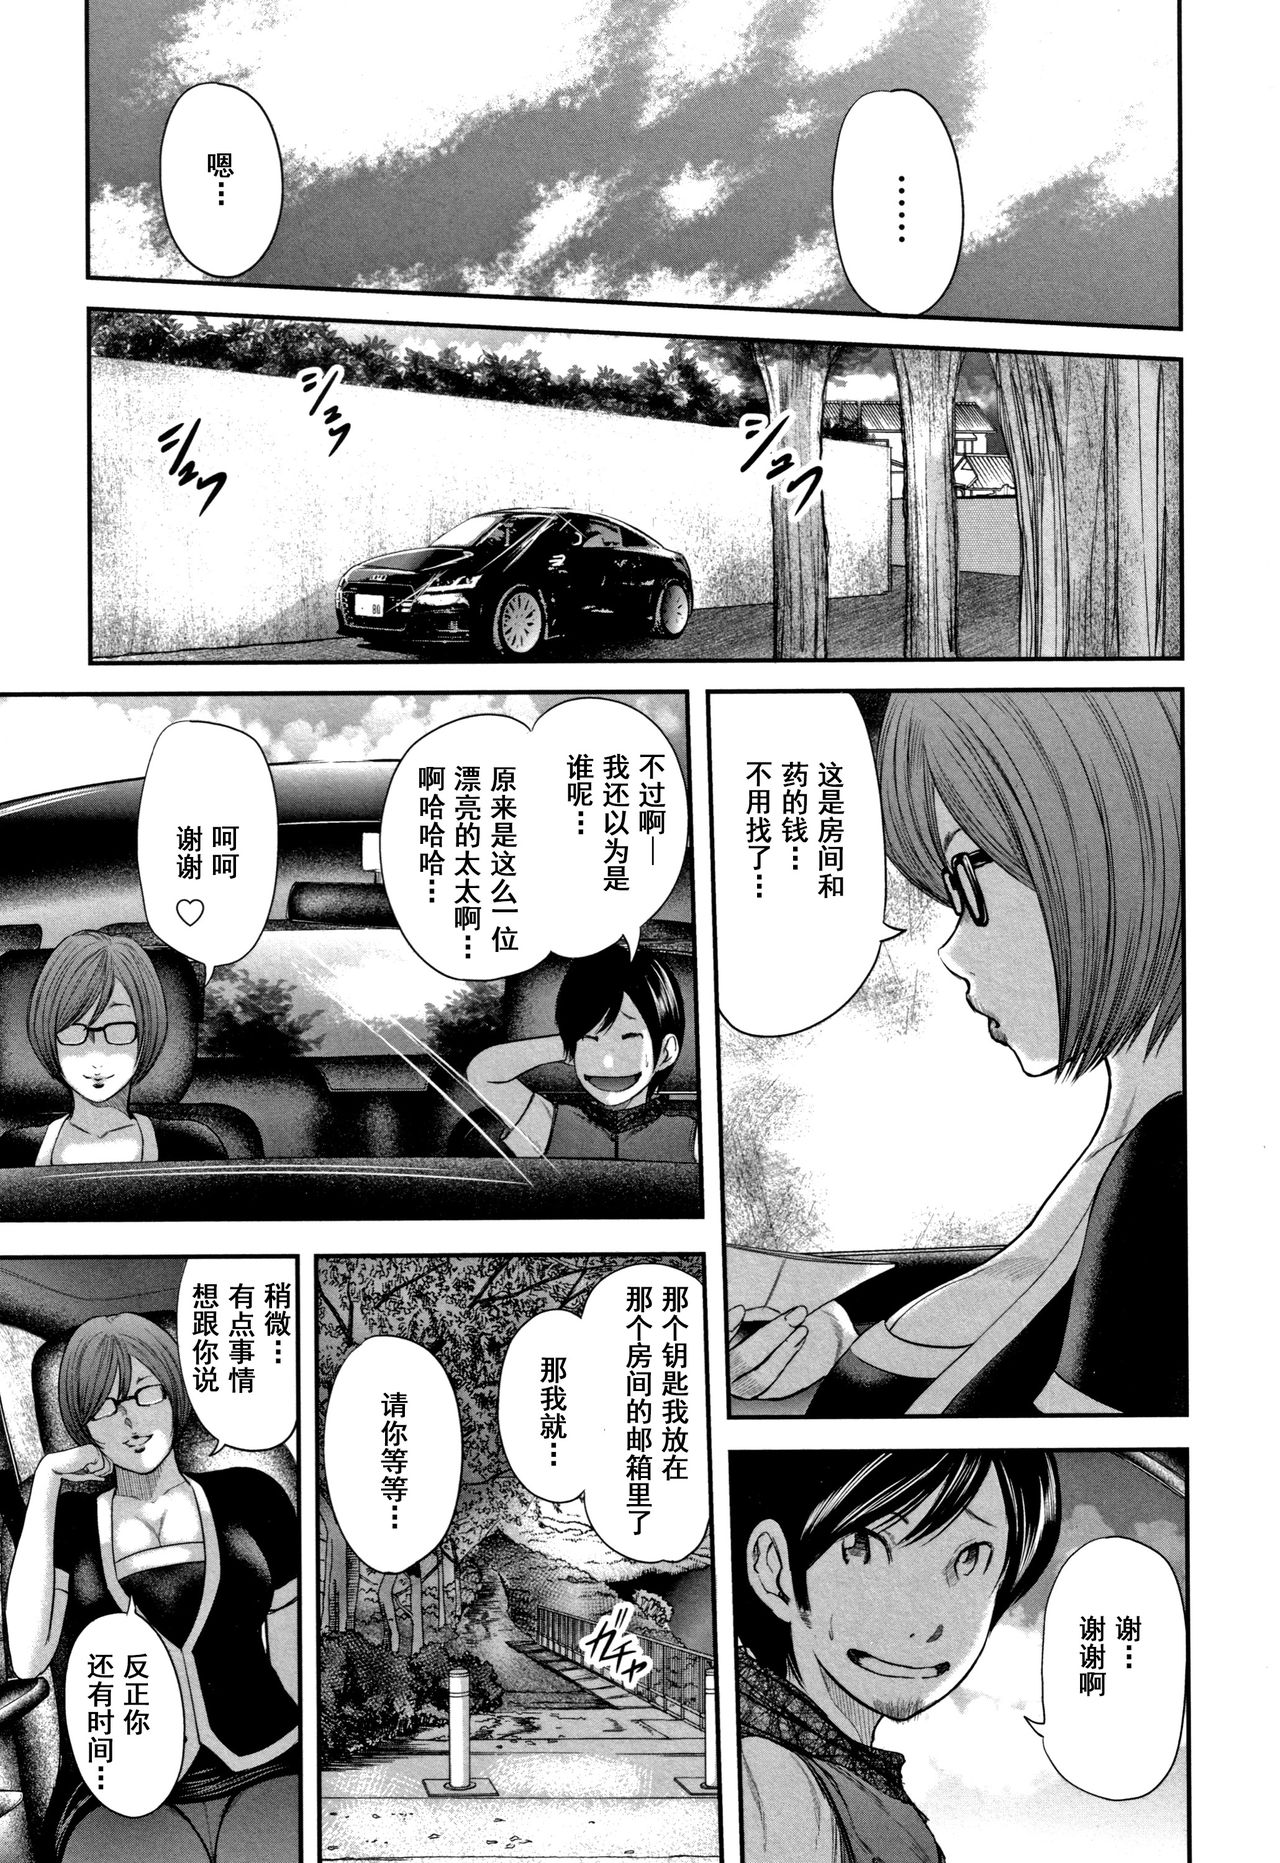 ……
嗯…
シュッ
シュッ
シュッ
这是房间和
药的钱…
不用找了…
不过啊—
我还以为是
谁呢…
原来是这么一位
漂亮的太太啊…
啊哈哈哈…
呵呵
谢谢♡
谢…
谢谢啊
那个钥匙我放在
那个房间的邮箱里了
那我就…
请你等等…
ガチャ
稍微…
有点事情
想跟你说
反正你
还有时间…
80